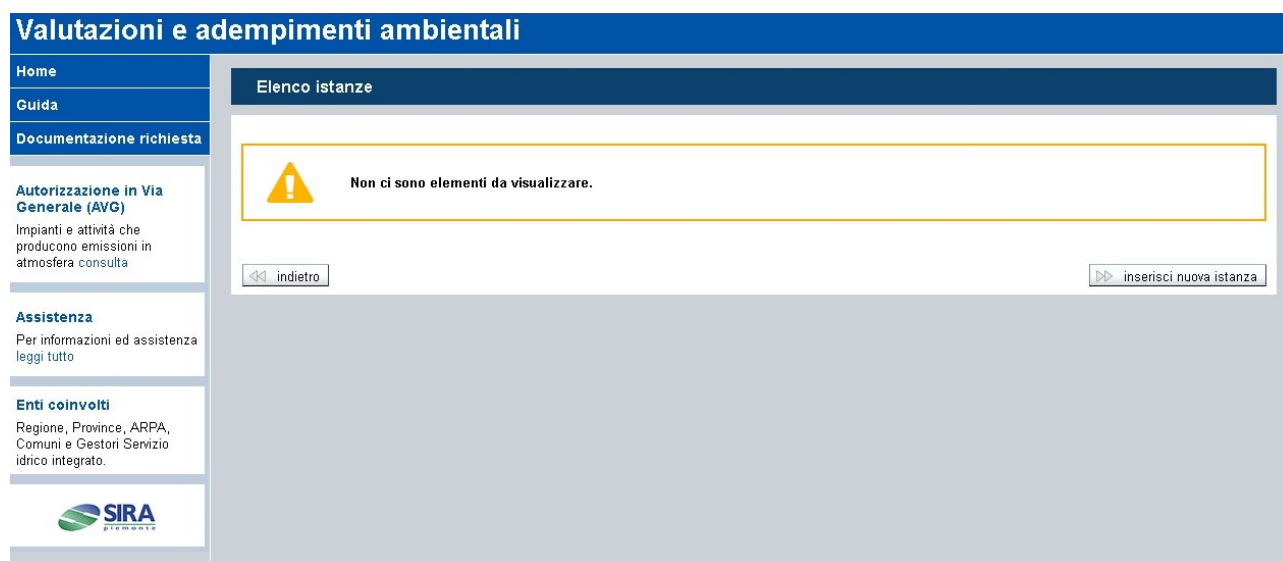 Valutazioni e adempimenti ambientali
Home
Guida
Documentazione richiesta
Autorizzazione in Via
Generale (AVG)
Impianti e attività che
producono emissioni in
atmosfera consulta
Assistenza
Per informazioni ed assistenza
leggi tutto
Enti coinvolti
Regione, Province, ARPA,
Comuni e Gestori Servizio
idrico integrato.
SIRA
piemonte
Elenco istanze
Non ci sono elementi da visualizzare.
indietro
inserisci nuova istanza